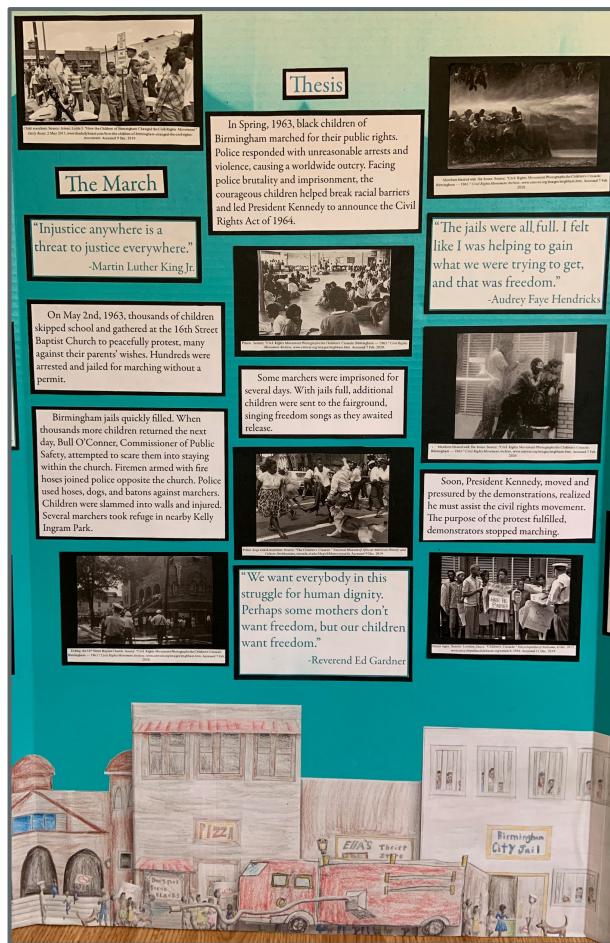 The March
"Injustice anywhere is a
threat to justice everywhere."
-Martin Luther King Jr.
On May 2nd, 1963, thousands of children
skipped school and gathered at the 16th Street
Baptist Church to peacefully protest, many
against their parents' wishes. Hundreds were
arrested and jailed for marching without a
permit.
Birmingham jails quickly filled. When
thousands more children returned the next
day, Bull O'Conner, Commissioner of Public
Safety, attempted to scare them into staying
within the church. Firemen armed with fire
hoses joined police opposite the church. Police
used hoses, dogs, and batons against marchers.
Children were slammed into walls and injured.
Several marchers took refuge in nearby Kelly
Ingram Park.
Thesis
In Spring, 1963, black children of
Birmingham marched for their public rights.
Police responded with unreasonable arrests and
violence, causing a worldwide outcry. Facing
police brutality and imprisonment, the
courageous children helped break racial barriers
and led President Kennedy to announce the Civil
Rights Act of 1964.
Some marchers were imprisoned for
several days. With jails full, additional
children were sent to the fairground,
singing freedom songs as they awaited
release.
"We want everybody in this
struggle for human dignity.
Perhaps some mothers don't
want freedom, but our children
want freedom."
-Reverend Ed Gardner
"The jails were all full. I felt
like I was helping to gain
what we were trying to get,
and that was freedom."
-Audrey Faye Hendricks
Soon, President Kennedy, moved and
pressured by the demonstrations, realized
he must assist the civil rights movement.
The purpose of the protest fulfilled,
demonstrators stopped marching.
PIZZA
ELLA'S Thrift
Store
Birmingham
City Jail